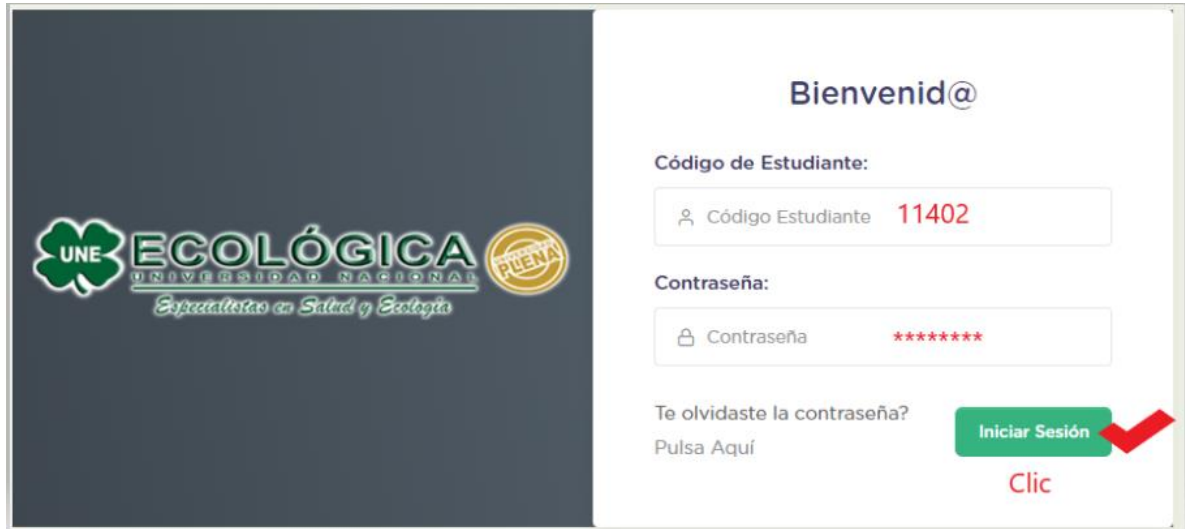 UNE
ECOLÓGICA
UNIVERSIDAD NACIONAL
Especialistas en Salud y Ecología
PLENA
Bienvenid@
Código de Estudiante:
Código Estudiante 11402
Contraseña:
Contraseña ********
Te olvidaste la contraseña?
Pulsa Aquí
Iniciar Sesión
Clic